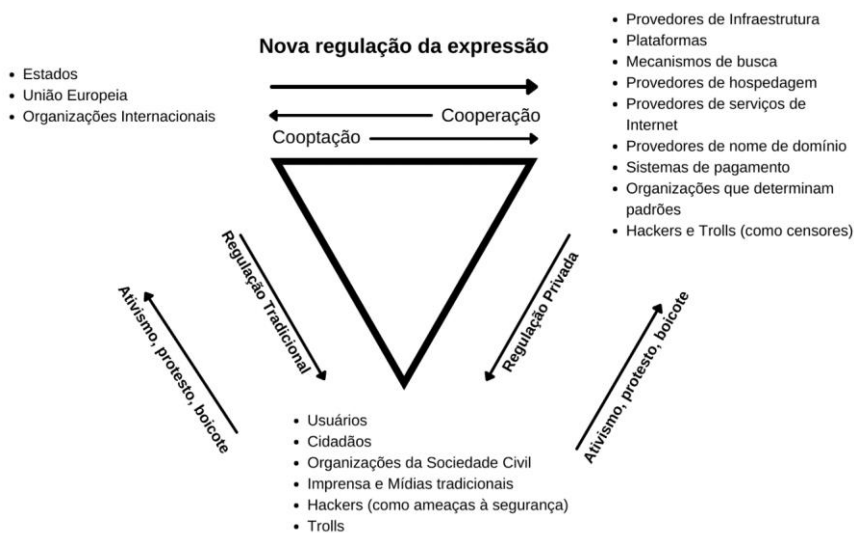 Nova regulação da expressão
• Estados
• União Europeia
• Organizações Internacionais
Cooperação
Cooptação
• Provedores de Infraestrutura
• Plataformas
• Mecanismos de busca
• Provedores de hospedagem
• Provedores de serviços de
Internet
• Provedores de nome de domínio
• Sistemas de pagamento
• Organizações que determinam
padrões
• Hackers e Trolls (como censores)
Ativismo, protesto, boicote
Regulação Tradicional
Regulação Privada
Ativismo, protesto, boicote
• Usuários
• Cidadãos
• Organizações da Sociedade Civil
• Imprensa e Mídias tradicionais
• Hackers (como ameaças à segurança)
• Trolls